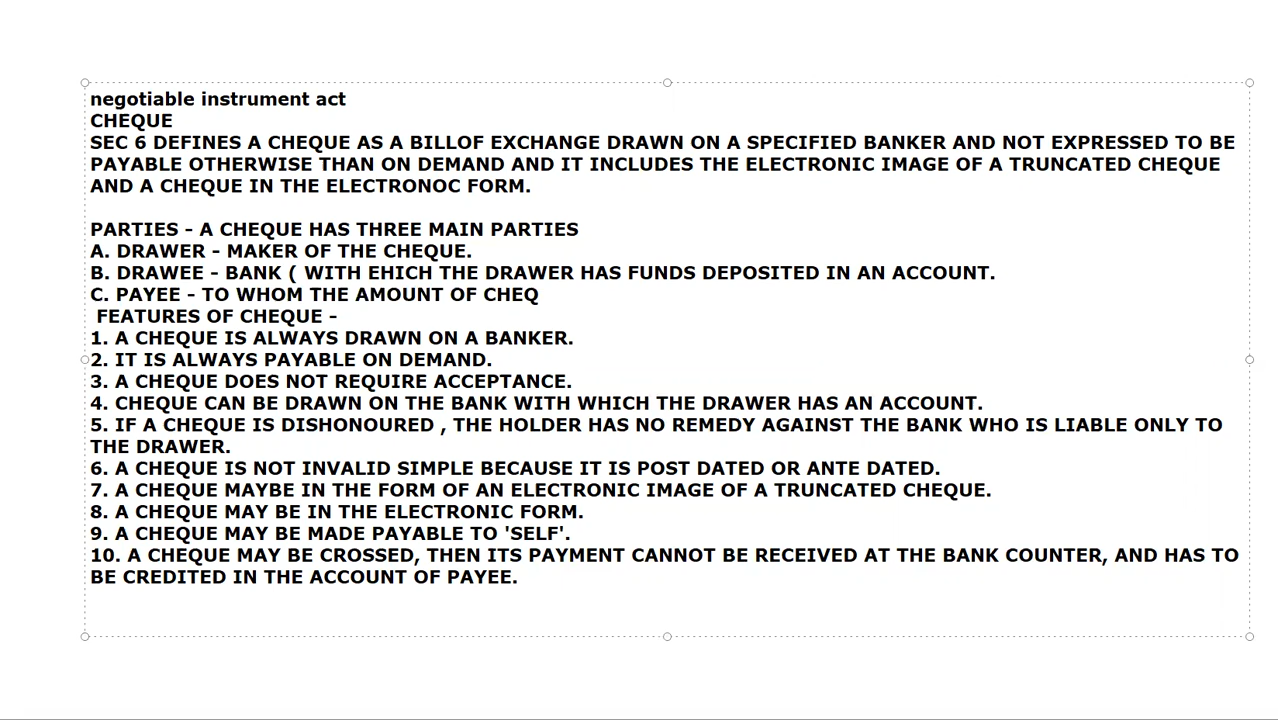 negotiable instrument act
CHEQUE
SEC 6 DEFINES A CHEQUE AS A BILLOF EXCHANGE DRAWN ON A SPECIFIED BANKER AND NOT EXPRESSED TO BE
PAYABLE OTHERWISE THAN ON DEMAND AND IT INCLUDES THE ELECTRONIC IMAGE OF A TRUNCATED CHEQUE
AND A CHEQUE IN THE ELECTRONOC FORM.
PARTIES - A CHEQUE HAS THREE MAIN PARTIES
A. DRAWER - MAKER OF THE CHEQUE.
B. DRAWEE - BANK ( WITH EHICH THE DRAWER HAS FUNDS DEPOSITED IN AN ACCOUNT.
C. PAYEE - TO WHOM THE AMOUNT OF CHEQ
FEATURES OF CHEQUE -
1. A CHEQUE IS ALWAYS DRAWN ON A BANKER.
2. IT IS ALWAYS PAYABLE ON DEMAND.
3. A CHEQUE DOES NOT REQUIRE ACCEPTANCE.
4. CHEQUE CAN BE DRAWN ON THE BANK WITH WHICH THE DRAWER HAS AN ACCOUNT.
5. IF A CHEQUE IS DISHONOURED , THE HOLDER HAS NO REMEDY AGAINST THE BANK WHO IS LIABLE ONLY TO
THE DRAWER.
6. A CHEQUE IS NOT INVALID SIMPLE BECAUSE IT IS POST DATED OR ANTE DATED.
7. A CHEQUE MAYBE IN THE FORM OF AN ELECTRONIC IMAGE OF A TRUNCATED CHEQUE.
8. A CHEQUE MAY BE IN THE ELECTRONIC FORM.
9. A CHEQUE MAY BE MADE PAYABLE TO 'SELF'.
10. A CHEQUE MAY BE CROSSED, THEN ITS PAYMENT CANNOT BE RECEIVED AT THE BANK COUNTER, AND HAS TO
BE CREDITED IN THE ACCOUNT OF PAYEE.